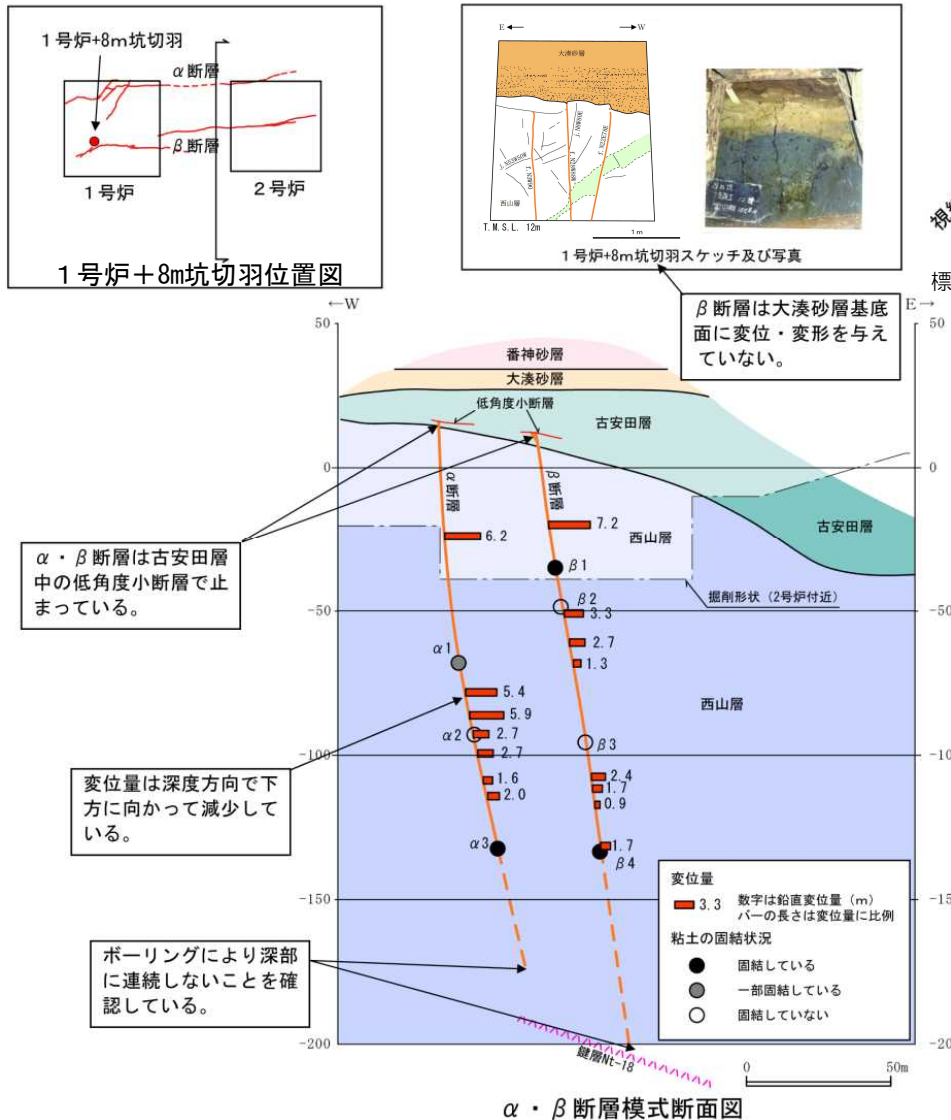 1号炉+8m坑切羽
α断層
β断層
1号炉
2号炉
1号炉+8m坑切羽位置図
E ←
→ W
大湊砂層
西山層
T.M.S.L. 12m
1m
1号炉+8m坑切羽スケッチ及び写真
標
β断層は大湊砂層基底
面に変位・変形を与え
ていない。
←W
E→
50
50
番神砂層
大湊砂層
低角度小断層
古安田層
0
0
α断層
β断層
古安田層
西山層
6.2
7.2
α・β断層は古安田層
中の低角度小断層で止
まっている。
β1
掘削形状（2号炉付近）
-50
-50
β2
3.3
2.7
1.3
α1
5.4
西山層
5.9
α2
2.7
β3
-100
-100
2.7
変位量は深度方向で下
方に向かって減少して
いる。
1.6
2.0
2.4
1.7
0.9
α3
1.7
β4
変位量
3.3
数字は鉛直変位量（m）
バーの長さは変位量に比例
粘土の固結状況
固結している
一部固結している
固結していない
-150
-150
ボーリングにより深部
に連続しないことを確
認している。
-200
-20
鍵層Nt-18
0
50m
α・β断層模式断面図